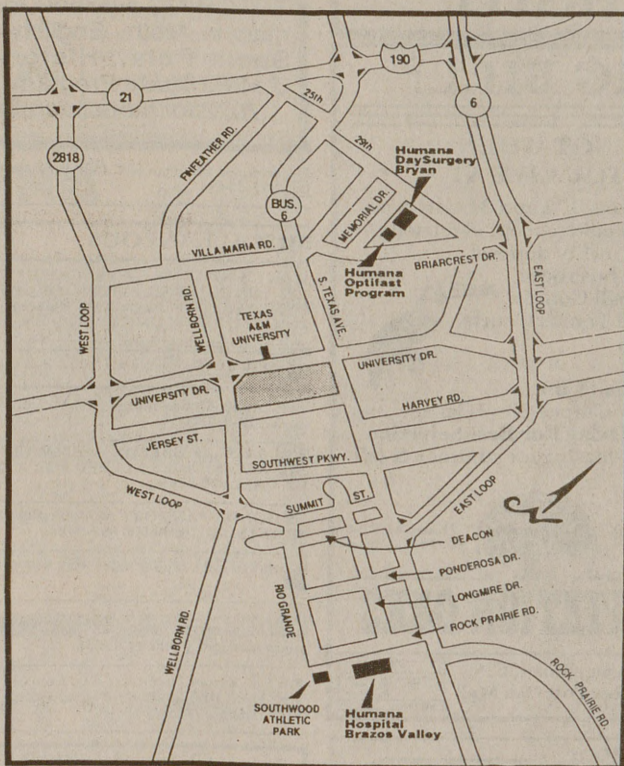 190
21
6
25th
2818
FINFEATHER RD.
29th
Humana
DaySurgery
Bryan
BUS.
6
MEMORIAL DR.
VILLA MARIA RD.
Humana
Optifast
Program
BRIARCREST DR.
WEST LOOP
WELLBORN RD.
S. TEXAS AVE.
EAST LOOP
TEXAS
A&M
UNIVERSITY
UNIVERSITY DR.
UNIVERSITY DR.
HARVEY RD.
JERSEY ST.
SOUTHWEST PKWY.
WEST LOOP
SUMMIT ST.
EAST LOOP
DEACON
PONDEROSA DR.
LONGMIRE DR.
RIO GRANDE
ROCK PRAIRIE RD.
WELLBORN RD.
ROCK PRAIRIE RD.
SOUTHWOOD
ATHLETIC
PARK
Humana
Hospital
Brazos Valley